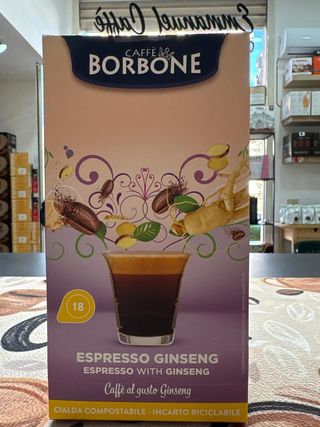 Emmanuel Caffè
CAFFÈ
BORBONE
18
ESPRESSO GINSENG
ESPRESSO WITH GINSENG
Caffè al gusto Ginseng
CIALDA COMPOSTABILE - INCARTO RICICLABILE